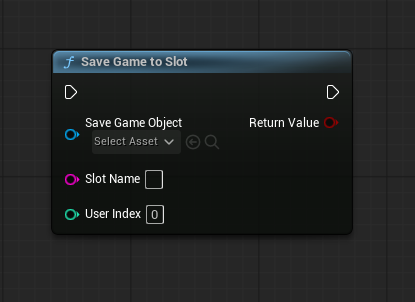 f Save Game to Slot
Save Game Object
Return Value
Select Asset
Slot Name
User Index 0